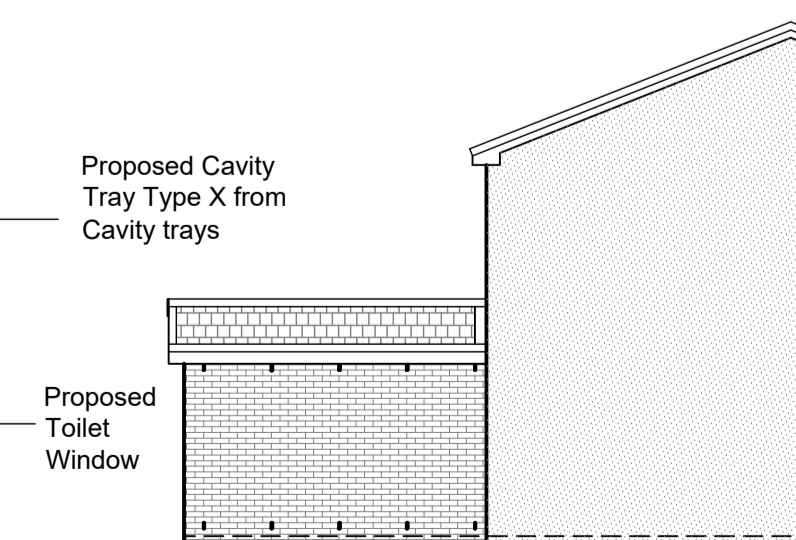 Proposed Cavity
Tray Type X from
Cavity trays
Proposed
Toilet
Window